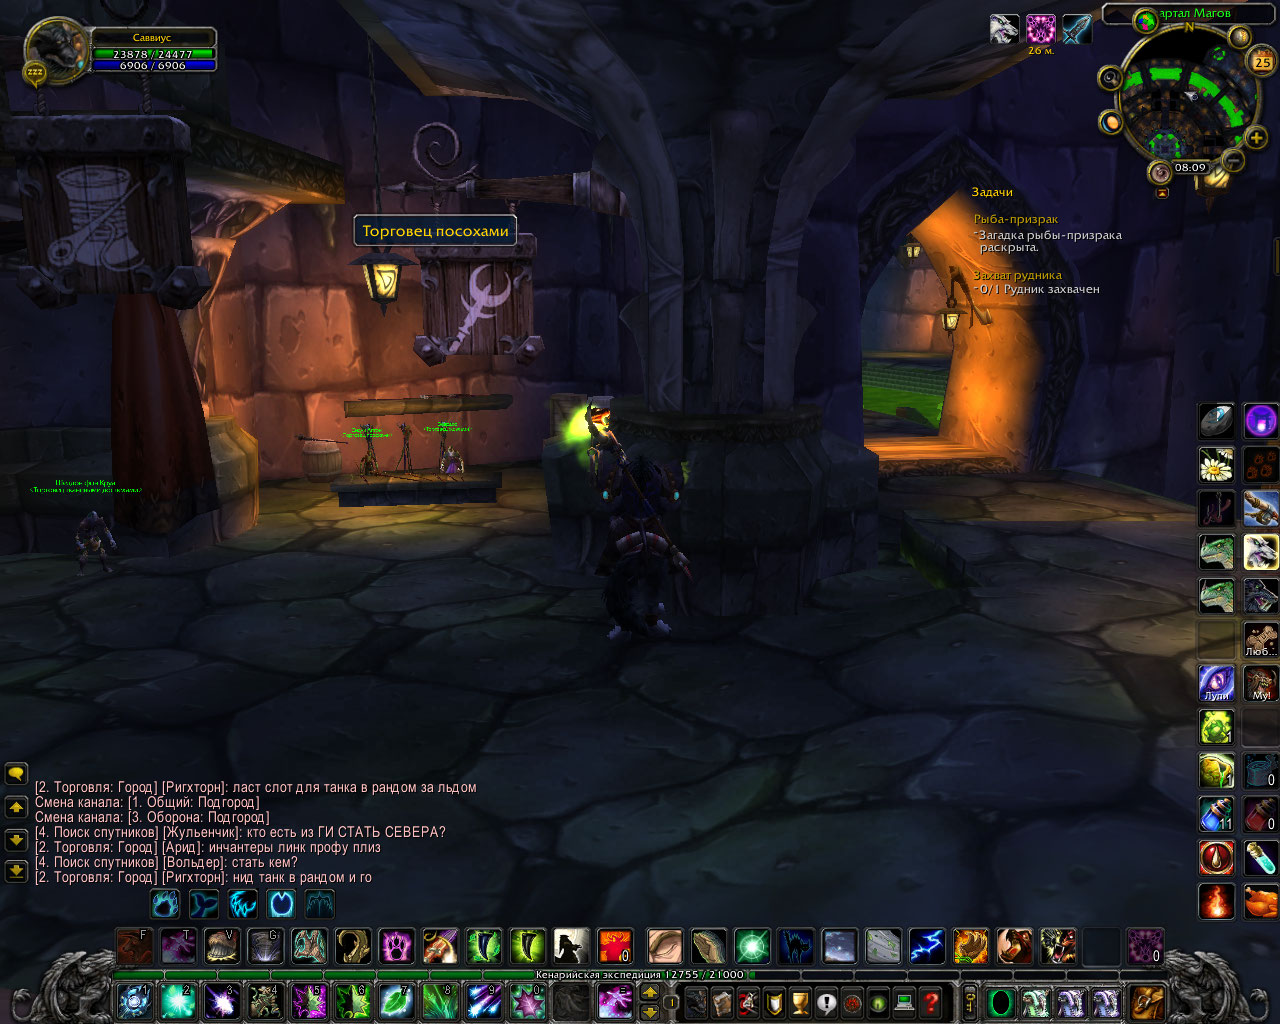 Саввиус
23878 / 24477
6906 / 6906
zzz
26 м.
артал Магов
N
25
08:09
Задачи
Рыба-призрак
-Загадка рыбы-призрака
раскрыта.
Захват рудника
- 0/1 Рудник захвачен
Торговец посохами
[2. Торговля: Город] [Ригхторн]: ласт слот для танка в рандом за льдом
Смена канала: [1. Общий: Подгород]
Смена канала: [3. Оборона: Подгород]
[4. Поиск спутников] [Жульенчик]: кто есть из ГИ СТАТЬ СЕВЕРА?
[2. Торговля: Город] [Арид]: инчантеры линк профу плиз
[4. Поиск спутников] [Вольдер]: стать кем?
[2. Торговля: Город] [Ригхторн]: нид танк в рандом и го
Люб...
Лупи
Му!
0
11
0
F
T
V
G
0
0
Кенарийская экспедиция 12755 / 21000
1
2
3
4
5
6
7
8
9
0
=
1